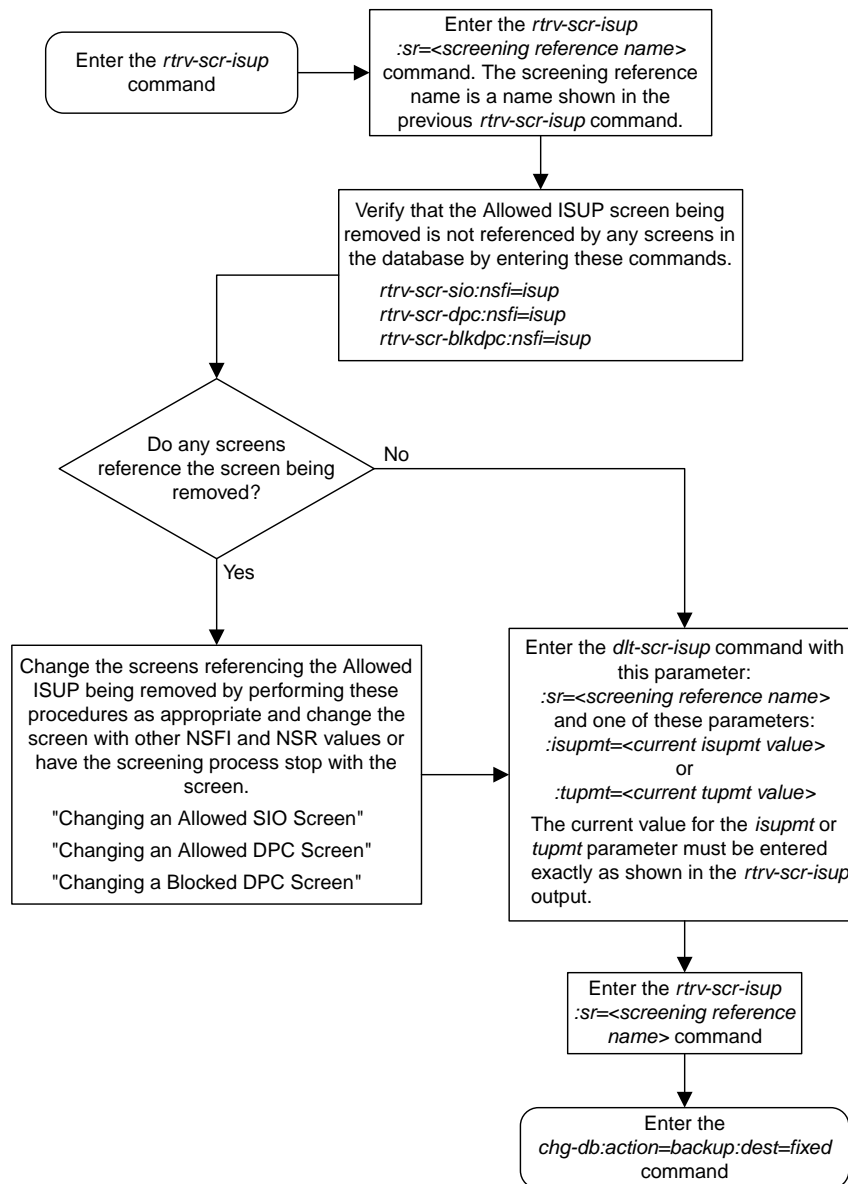 Enter the rtrv-scr-isup
command
Enter the rtrv-scr-isup
:sr=<screening reference name>
command. The screening reference
name is a name shown in the
previous rtrv-scr-isup command.
Verify that the Allowed ISUP screen being
removed is not referenced by any screens in
the database by entering these commands.
rtrv-scr-sio:nsfi=isup
rtrv-scr-dpc:nsfi=isup
rtrv-scr-blkdpc:nsfi=isup
Do any screens
reference the screen being
removed?
No
Yes
Change the screens referencing the Allowed
ISUP being removed by performing these
procedures as appropriate and change the
screen with other NSFI and NSR values or
have the screening process stop with the
screen.
"Changing an Allowed SIO Screen"
"Changing an Allowed DPC Screen"
"Changing a Blocked DPC Screen"
Enter the dlt-scr-isup command with
this parameter:
:sr=<screening reference name>
and one of these parameters:
:isupmt=<current isupmt value>
or
:tupmt=<current tupmt value>
The current value for the isupmt or
tupmt parameter must be entered
exactly as shown in the rtrv-scr-isup
output.
Enter the rtrv-scr-isup
:sr=<screening reference
name> command
Enter the
chg-db:action=backup:dest=fixed
command